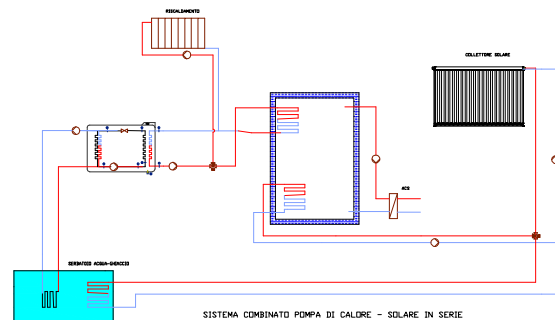 RISCALDAMENTO
COLLETTORE SOLARE
ACS
SERBATOIO ACQUA-GHIACCIO
SISTEMA COMBINATO POMPA DI CALORE - SOLARE IN SERIE